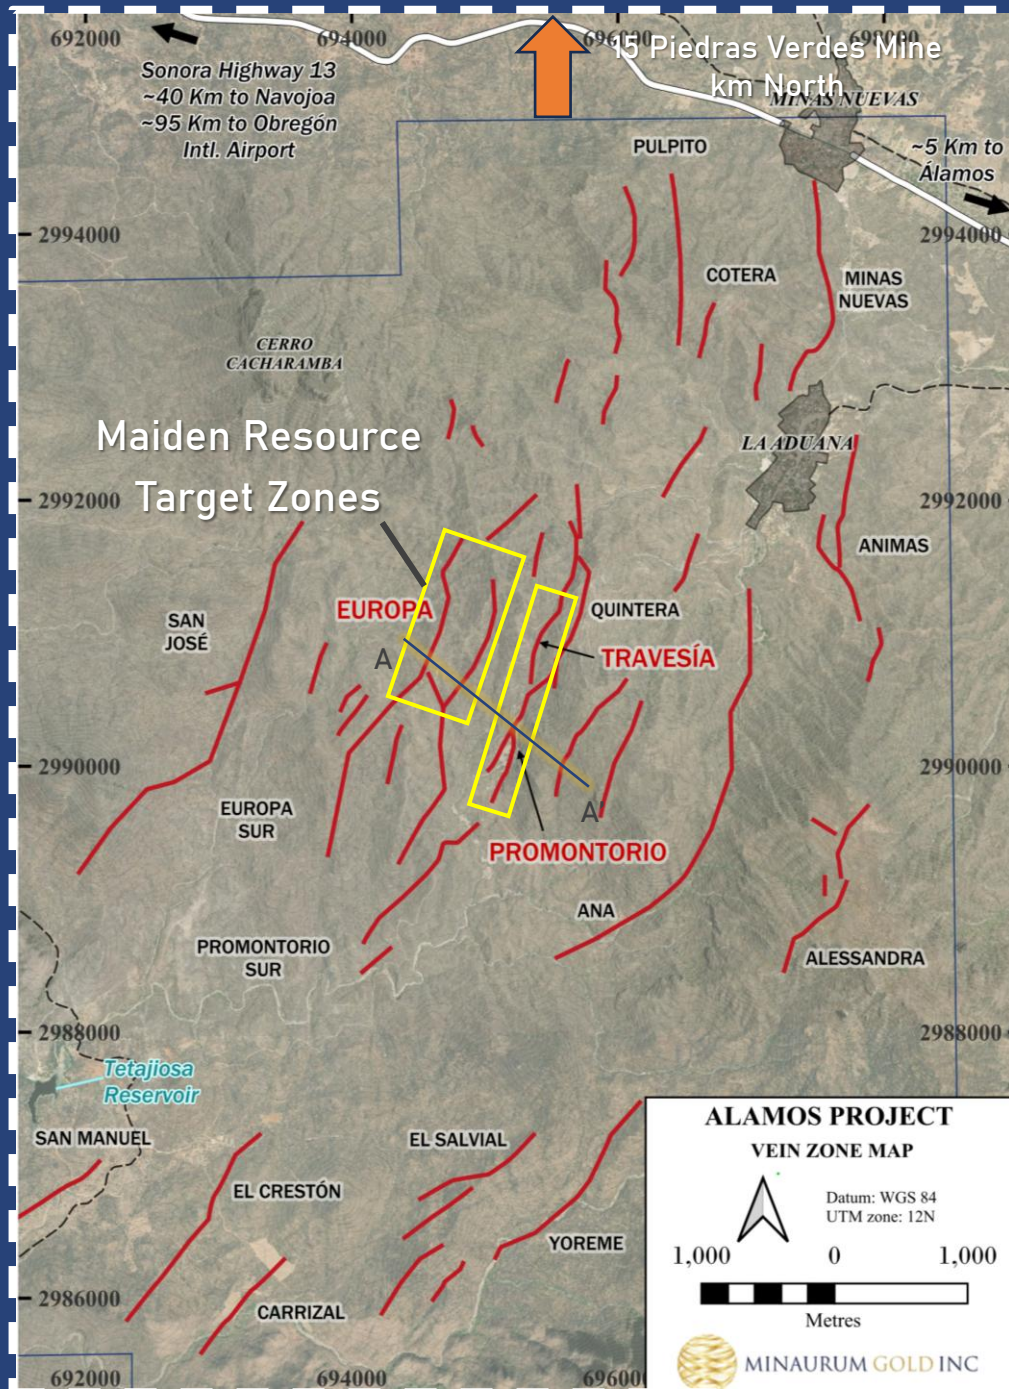 692000
694000
696000
698000
15 Piedras Verdes Mine
km North
Sonora Highway 13
~40 Km to Navojoa
~95 Km to Obregón
Intl. Airport
MINAS NUEVAS
PULPITO
~5 Km to
Álamos
2994000
2994000
COTERA
MINAS
NUEVAS
CERRO
CACHARAMBA
Maiden Resource
Target Zones
LA ADUANA
2992000
2992000
ANIMAS
EUROPA
QUINTERA
SAN
JOSÉ
TRAVESÍA
A
2990000
2990000
EUROPA
SUR
A'
PROMONTORIO
ANA
PROMONTORIO
SUR
ALESSANDRA
2988000
2988000
Tetajiosa
Reservoir
SAN MANUEL
EL SALVIAL
EL CRESTÓN
YOREME
2986000
CARRIZAL
692000
694000
696000
ALAMOS PROJECT
VEIN ZONE MAP
Datum: WGS 84
UTM zone: 12N
1,000
0
1,000
Metres
MINAURUM GOLD INC